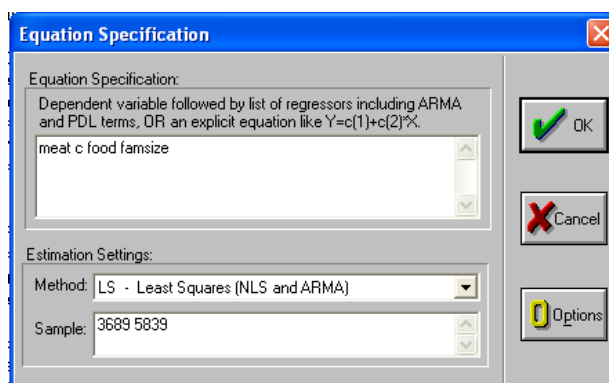 Equation Specification
Equation Specification:
Dependent variable followed by list of regressors including ARMA
and PDL terms, OR an explicit equation like Y=c(1)+c(2)*X.
meat c food famsize
OK
Cancel
Estimation Settings:
Method: LS - Least Squares (NLS and ARMA)
Sample: 3689 5839
Options